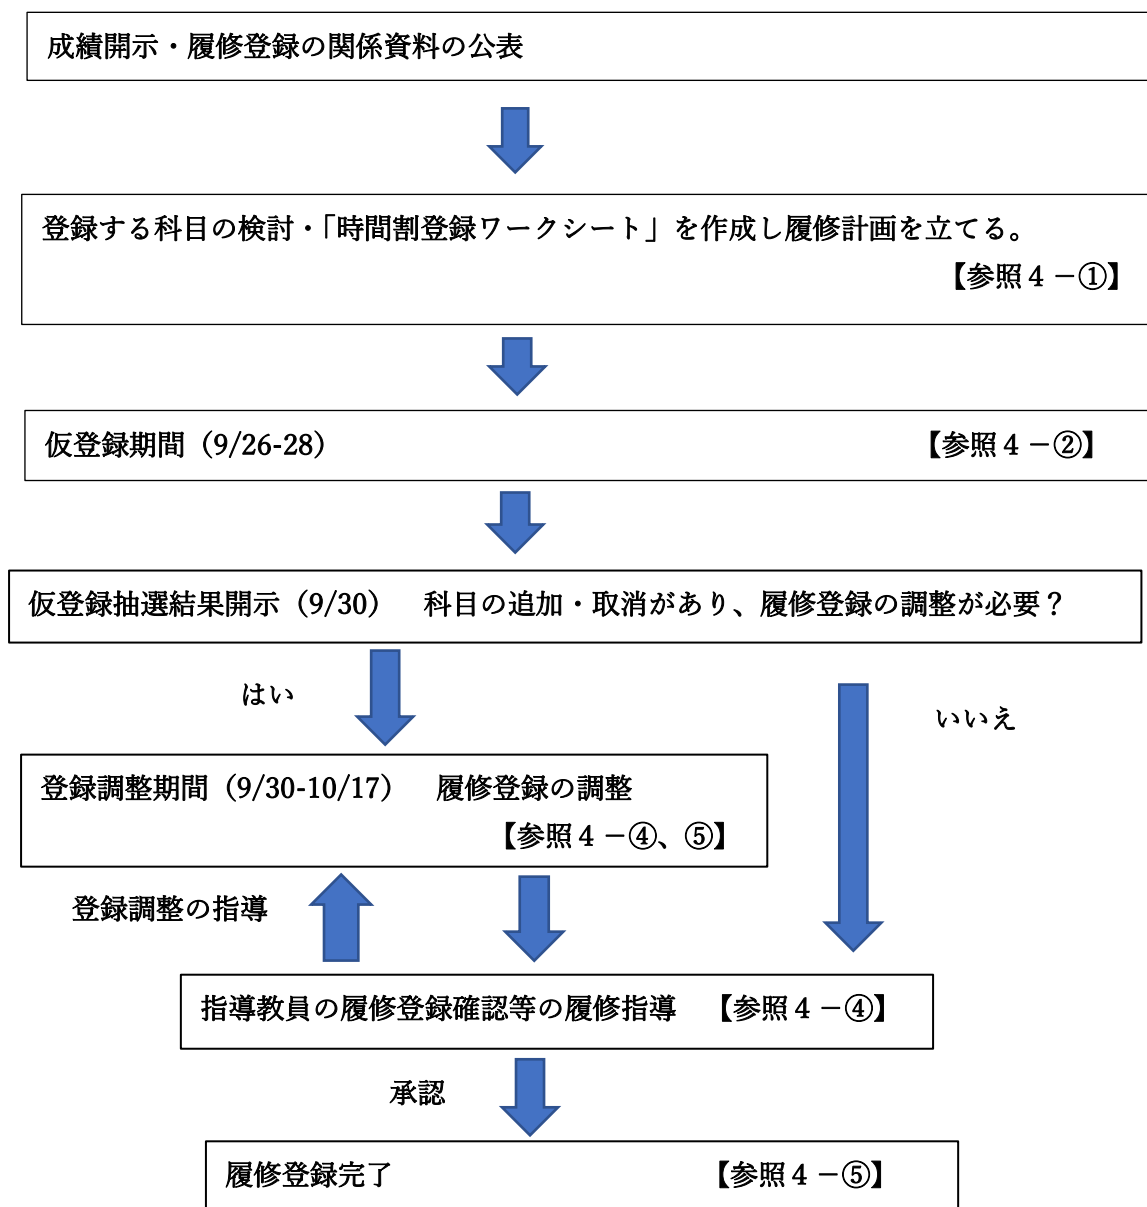 成績開示・履修登録の関係資料の公表
登録する科目の検討・「時間割登録ワークシート」を作成し履修計画を立てる。
【参照４－①】
仮登録期間（9/26-28） 【参照４－②】
仮登録抽選結果開示（9/30） 科目の追加・取消があり、履修登録の調整が必要？
はい
いいえ
登録調整期間（9/30-10/17） 履修登録の調整
【参照４－④、⑤】
登録調整の指導
指導教員の履修登録確認等の履修指導 【参照４－④】
承認
履修登録完了 【参照４－⑤】